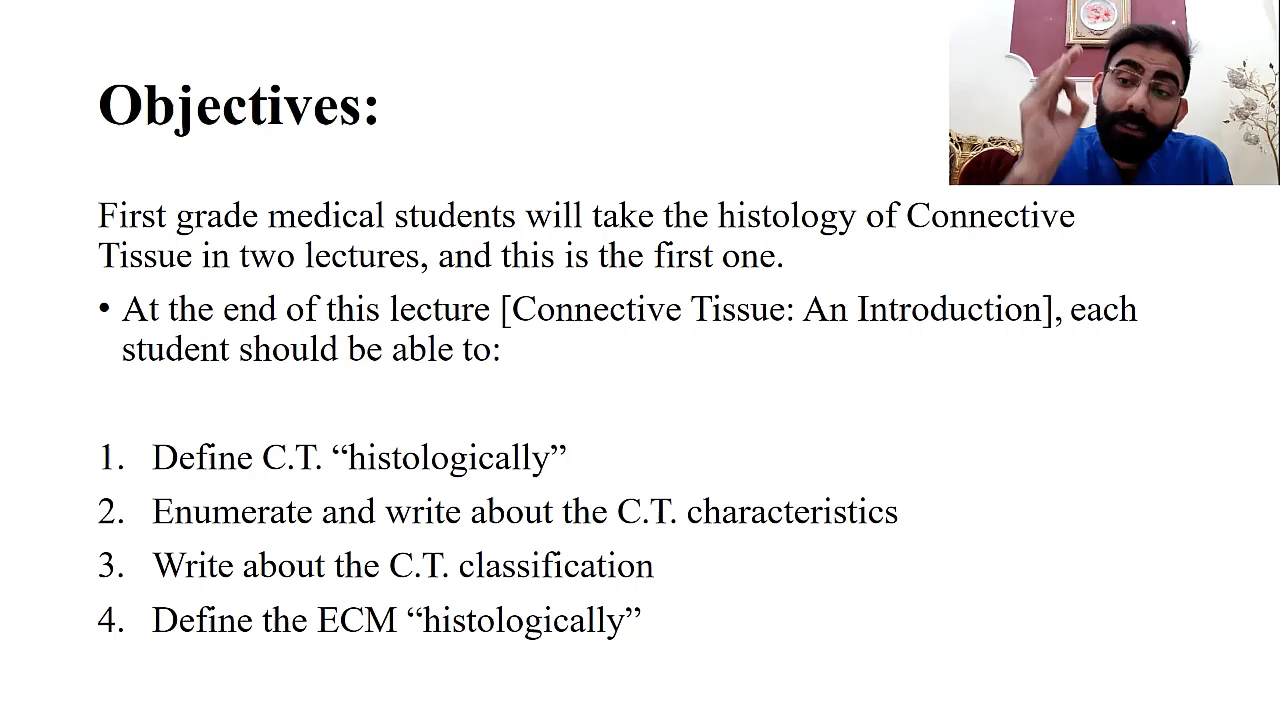 Objectives:
First grade medical students will take the histology of Connective
Tissue in two lectures, and this is the first one.
• At the end of this lecture [Connective Tissue: An Introduction], each
student should be able to:
1. Define C.T. “histologically”
2. Enumerate and write about the C.T. characteristics
3. Write about the C.T. classification
4. Define the ECM “histologically”